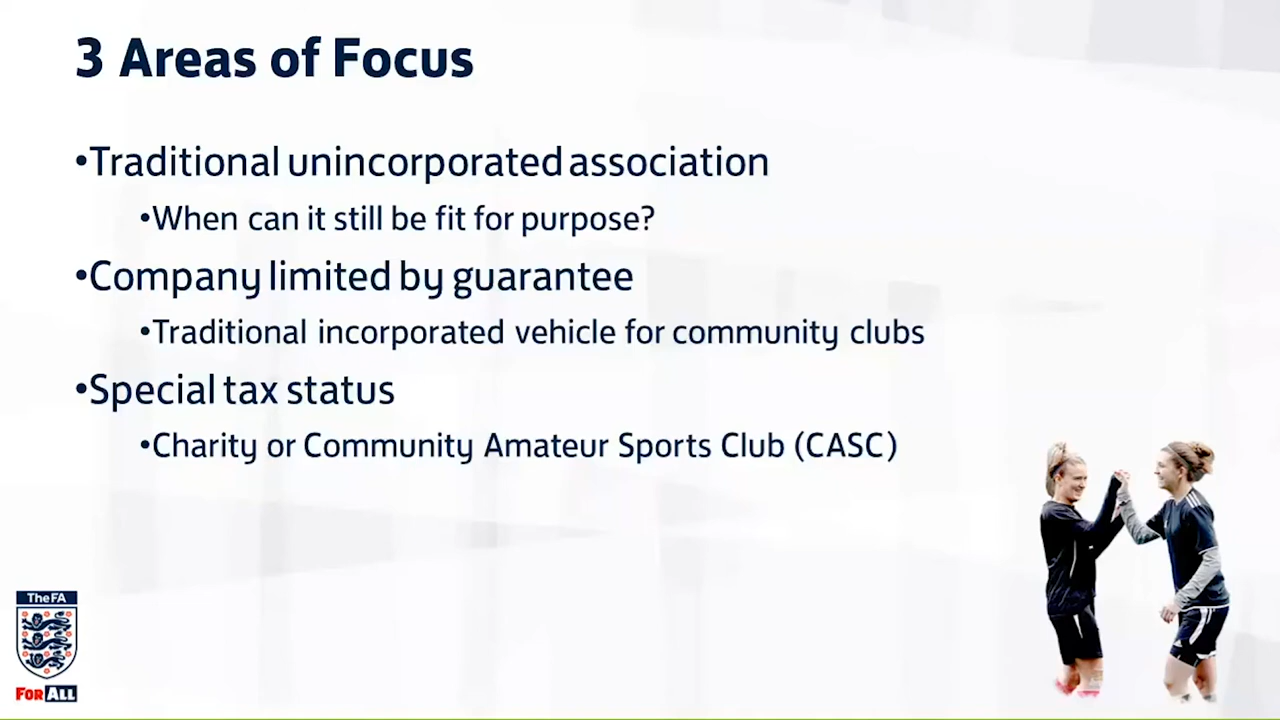 3 Areas of Focus
•Traditional unincorporated association
•When can it still be fit for purpose?
•Company limited by guarantee
•Traditional incorporated vehicle for community clubs
•Special tax status
•Charity or Community Amateur Sports Club (CASC)
The FA
FOR ALL